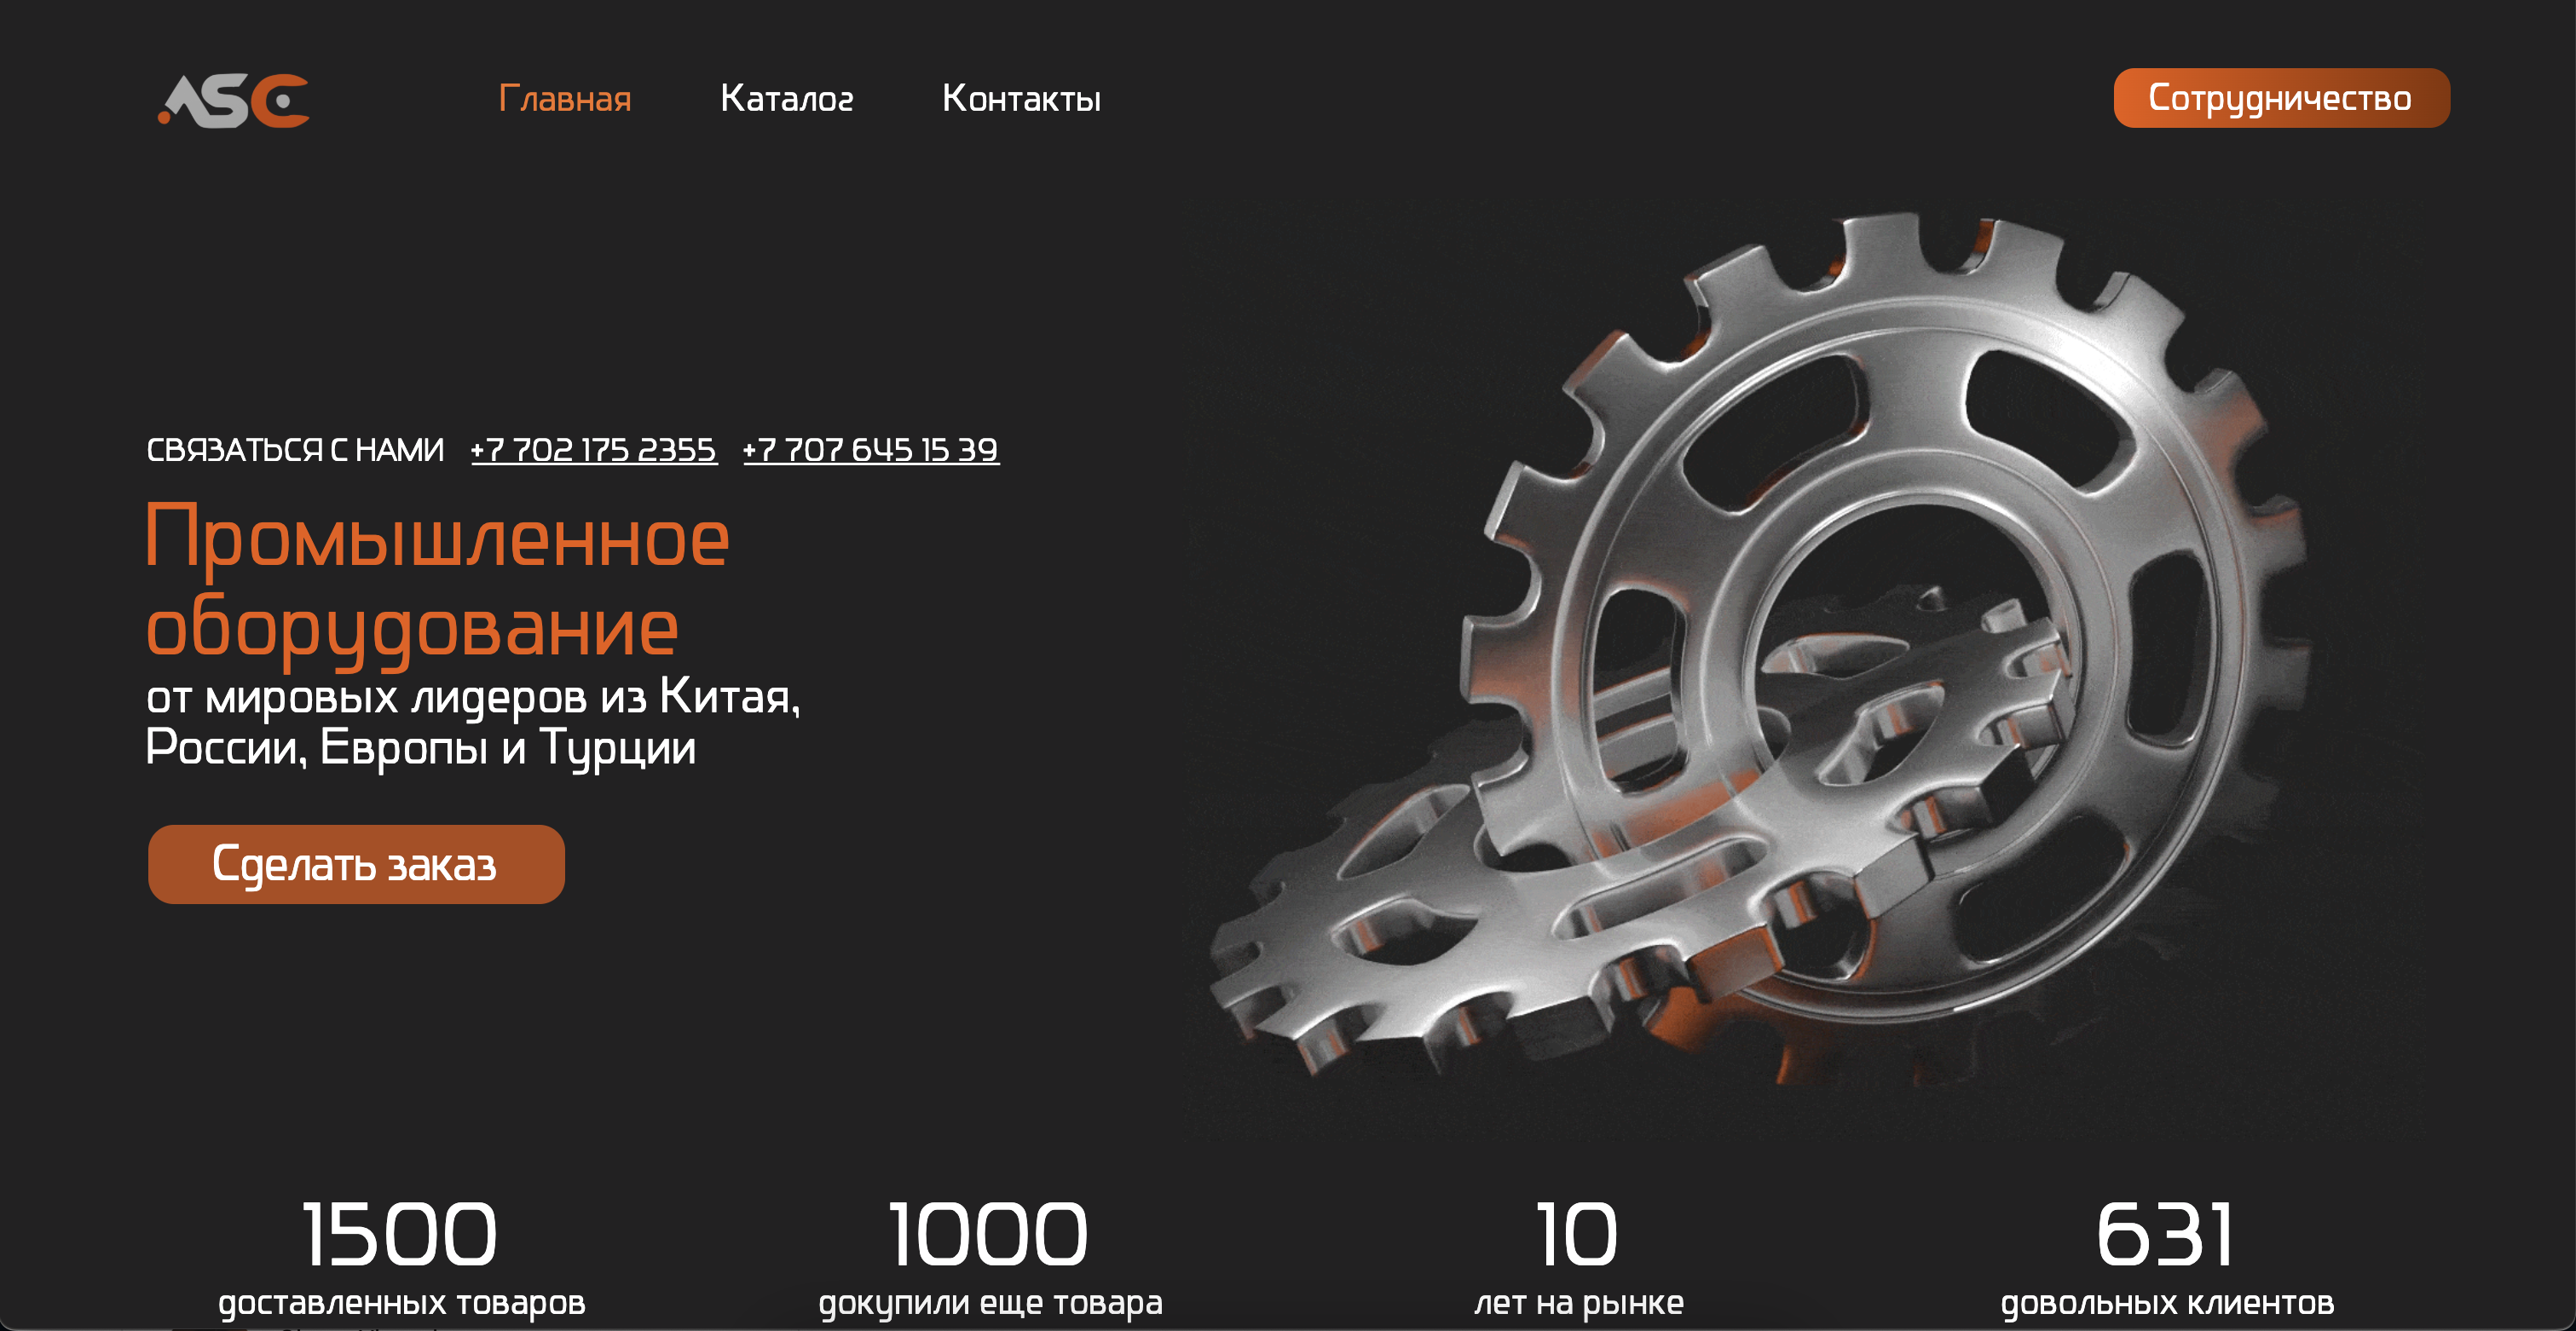 ASC
Главная Каталог Контакты Сотрудничество
СВЯЗАТЬСЯ С НАМИ +7 702 175 2355 +7 707 645 15 39
Промышленное
оборудование
от мировых лидеров из Китая,
России, Европы и Турции
Сделать заказ
1500 1000 10 631
доставленных товаров докупили еще товара лет на рынке довольных клиентов